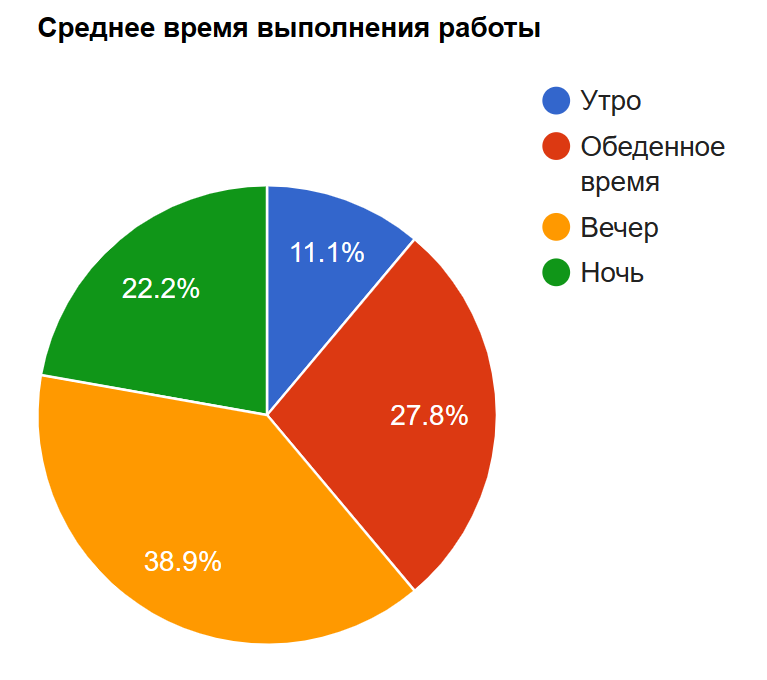 Среднее время выполнения работы
Утро
Обеденное
время
Вечер
Ночь
11.1%
22.2%
27.8%
38.9%